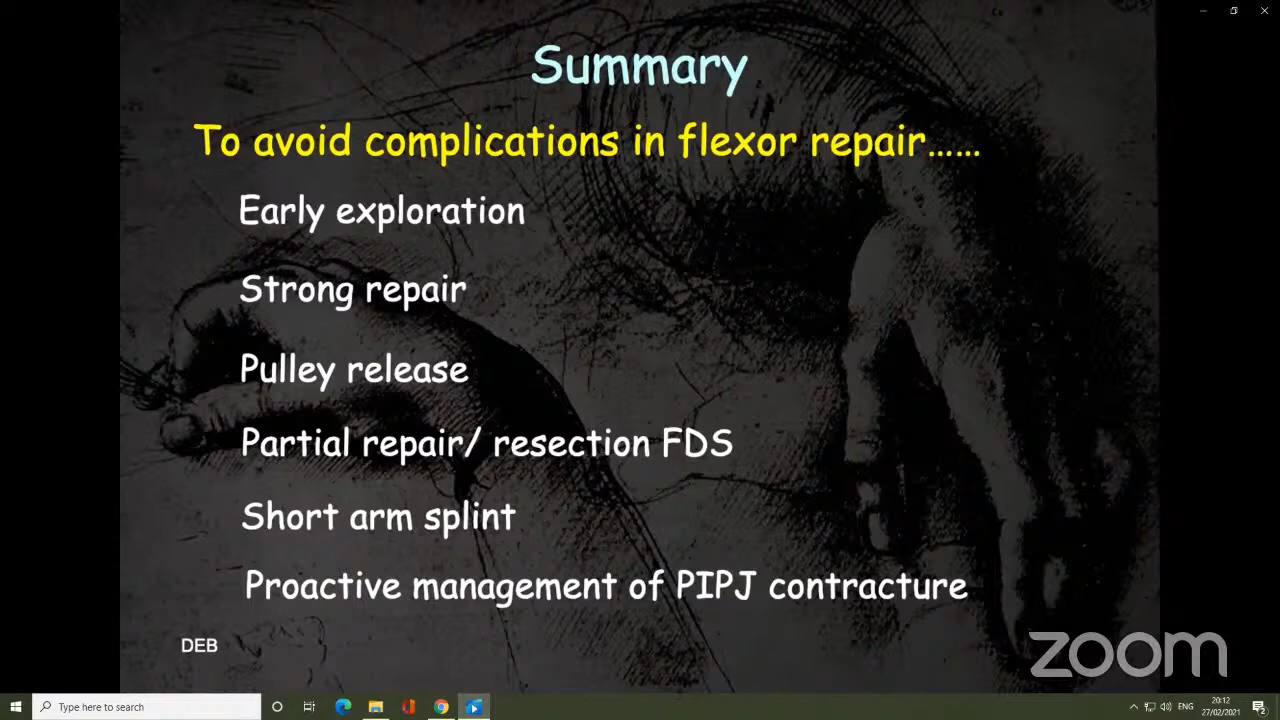 Summary
To avoid complications in flexor repair......
Early exploration
Strong repair
Pulley release
Partial repair/ resection FDS
Short arm splint
Proactive management of PIPJ contracture
DEB
zoom
Type here to search
ENG
20:12
27/02/2021
2